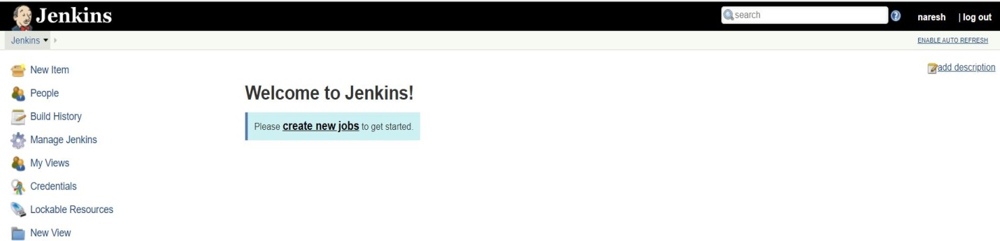 Jenkins
search
naresh | log out
Jenkins
ENABLE AUTO REFRESH
New Item
People
Build History
Manage Jenkins
My Views
Credentials
Lockable Resources
New View
add description
Welcome to Jenkins!
Please create new jobs to get started.